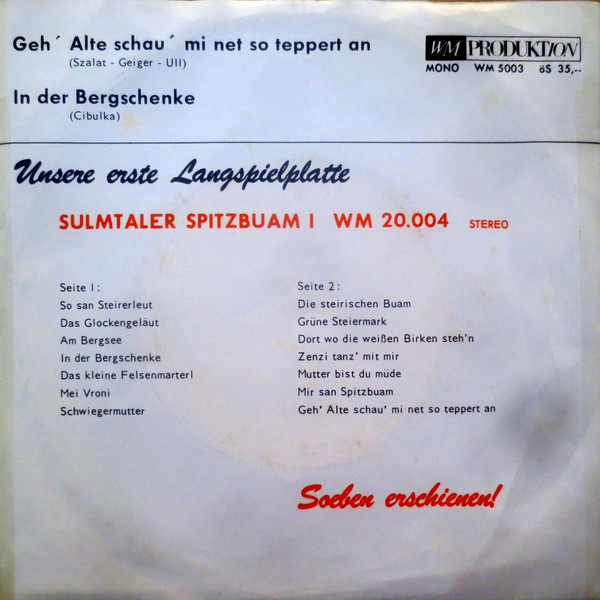 Geh´ Alte schau´ mi net so teppert an
(Szalat - Geiger - Ull)
WM PRODUKTION
MONO WM 5003 öS 35,--
In der Bergschenke
(Cibulka)
Unsere erste Langspielplatte
SULMTALER SPITZBUAM I WM 20.004 STEREO
Seite 1:
So san Steirerleut
Das Glockengeläut
Am Bergsee
In der Bergschenke
Das kleine Felsenmarterl
Mei Vroni
Schwiegermutter
Seite 2:
Die steirischen Buam
Grüne Steiermark
Dort wo die weißen Birken steh'n
Zenzi tanz' mit mir
Mutter bist du müde
Mir san Spitzbuam
Geh' Alte schau' mi net so teppert an
Soeben erschienen!